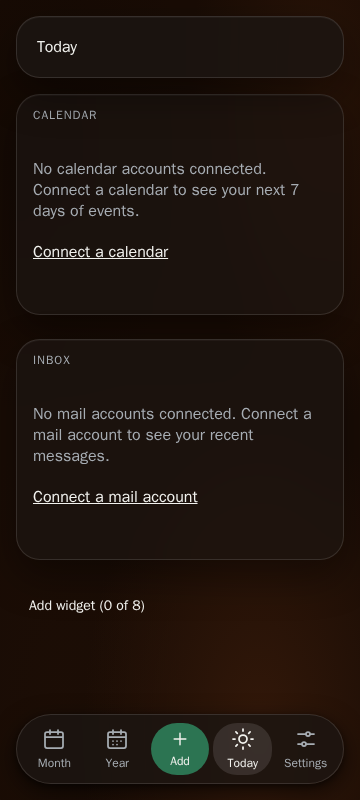 Today
CALENDAR
No calendar accounts connected.
Connect a calendar to see your next 7
days of events.
Connect a calendar
INBOX
No mail accounts connected. Connect a
mail account to see your recent
messages.
Connect a mail account
Add widget (0 of 8)
Month
Year
Add
Today
Settings